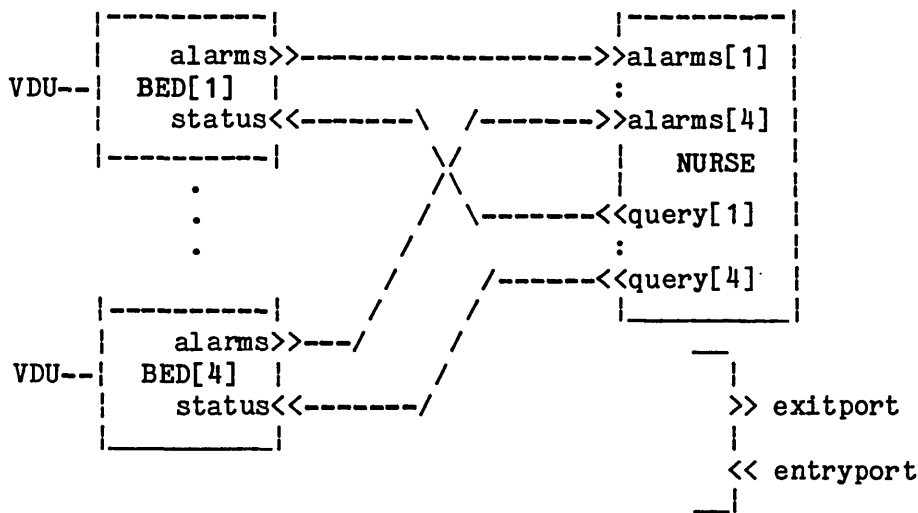 alarms>> >>alarms[1]
VDU-- BED[1] :
status<< >>alarms[4]
NURSE
<<query[1]
:
<<query[4]
alarms>>
VDU-- BED[4]
status<<
>> exitport
<< entryport